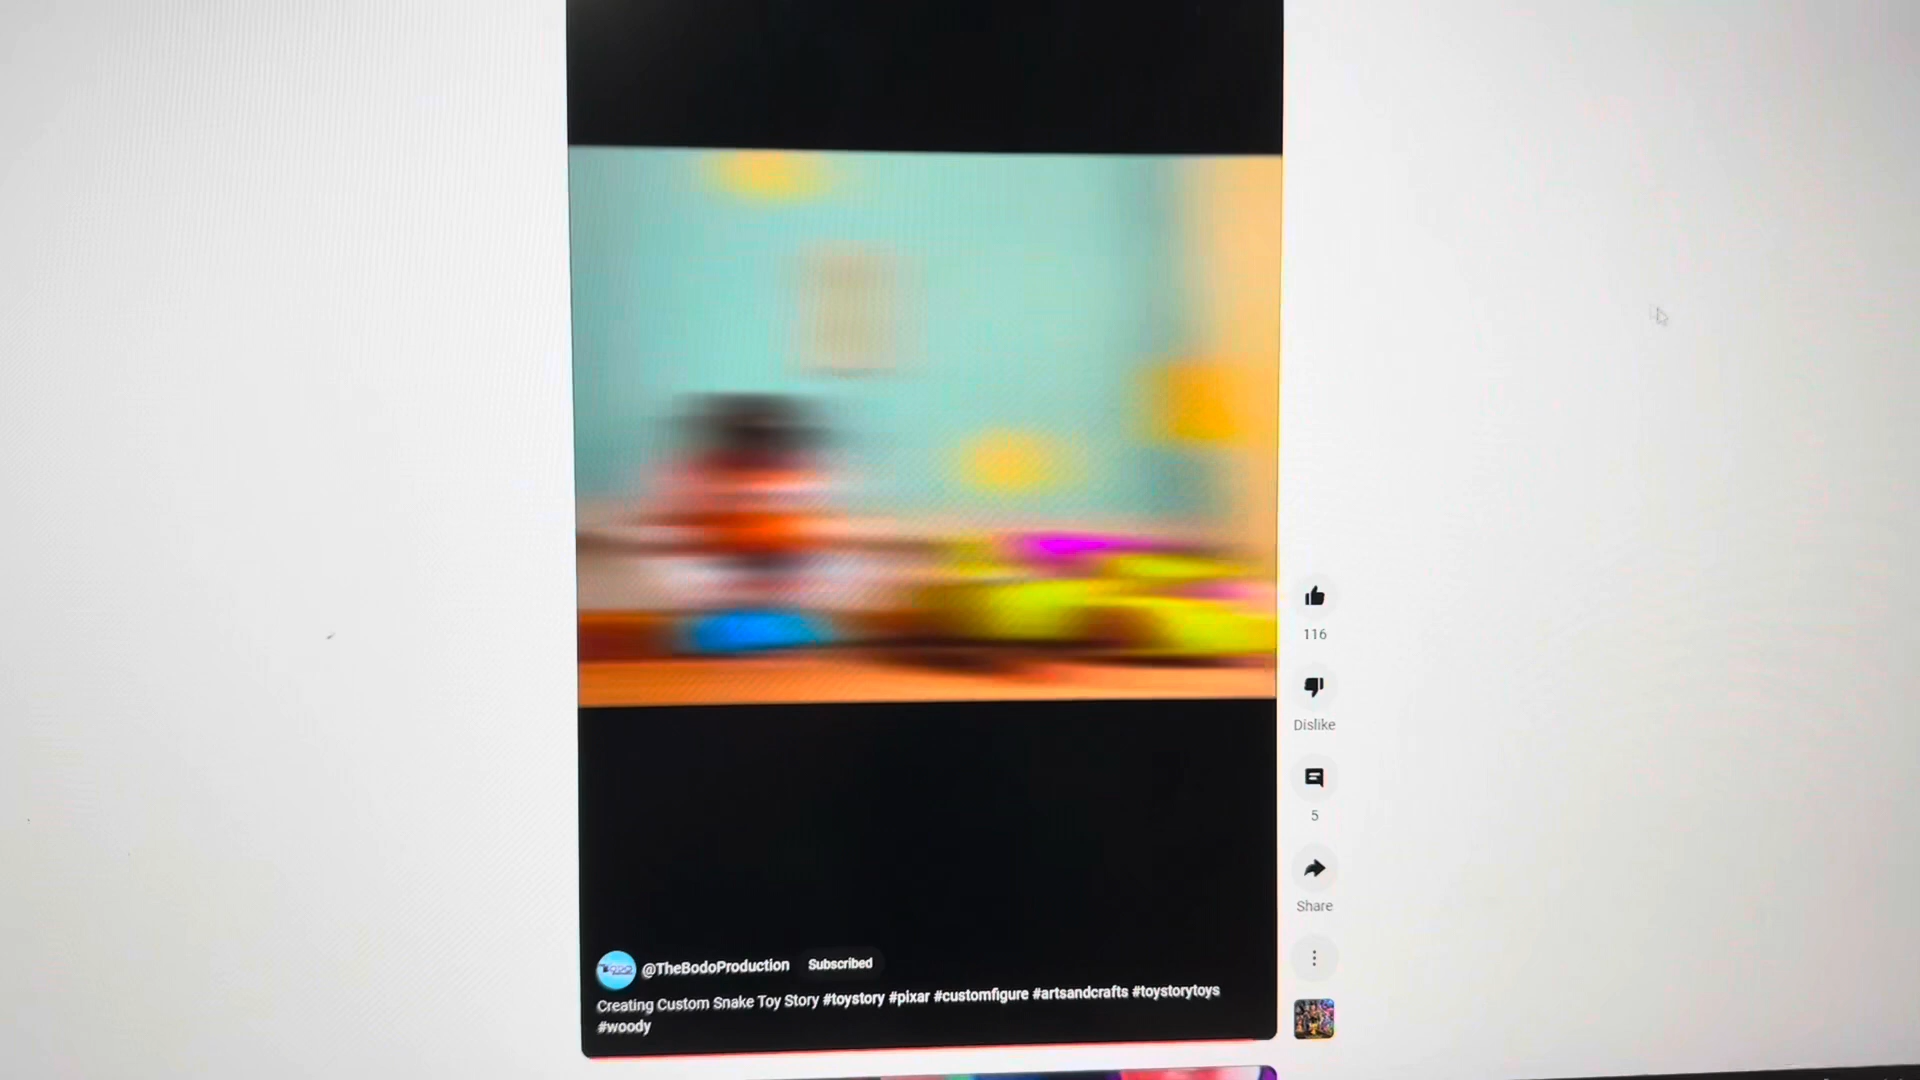 116
Dislike
5
Share
@TheBodoProduction Subscribed
Creating Custom Snake Toy Story #toystory #pixar #customfigure #artsandcrafts #toystorytoys
#woody